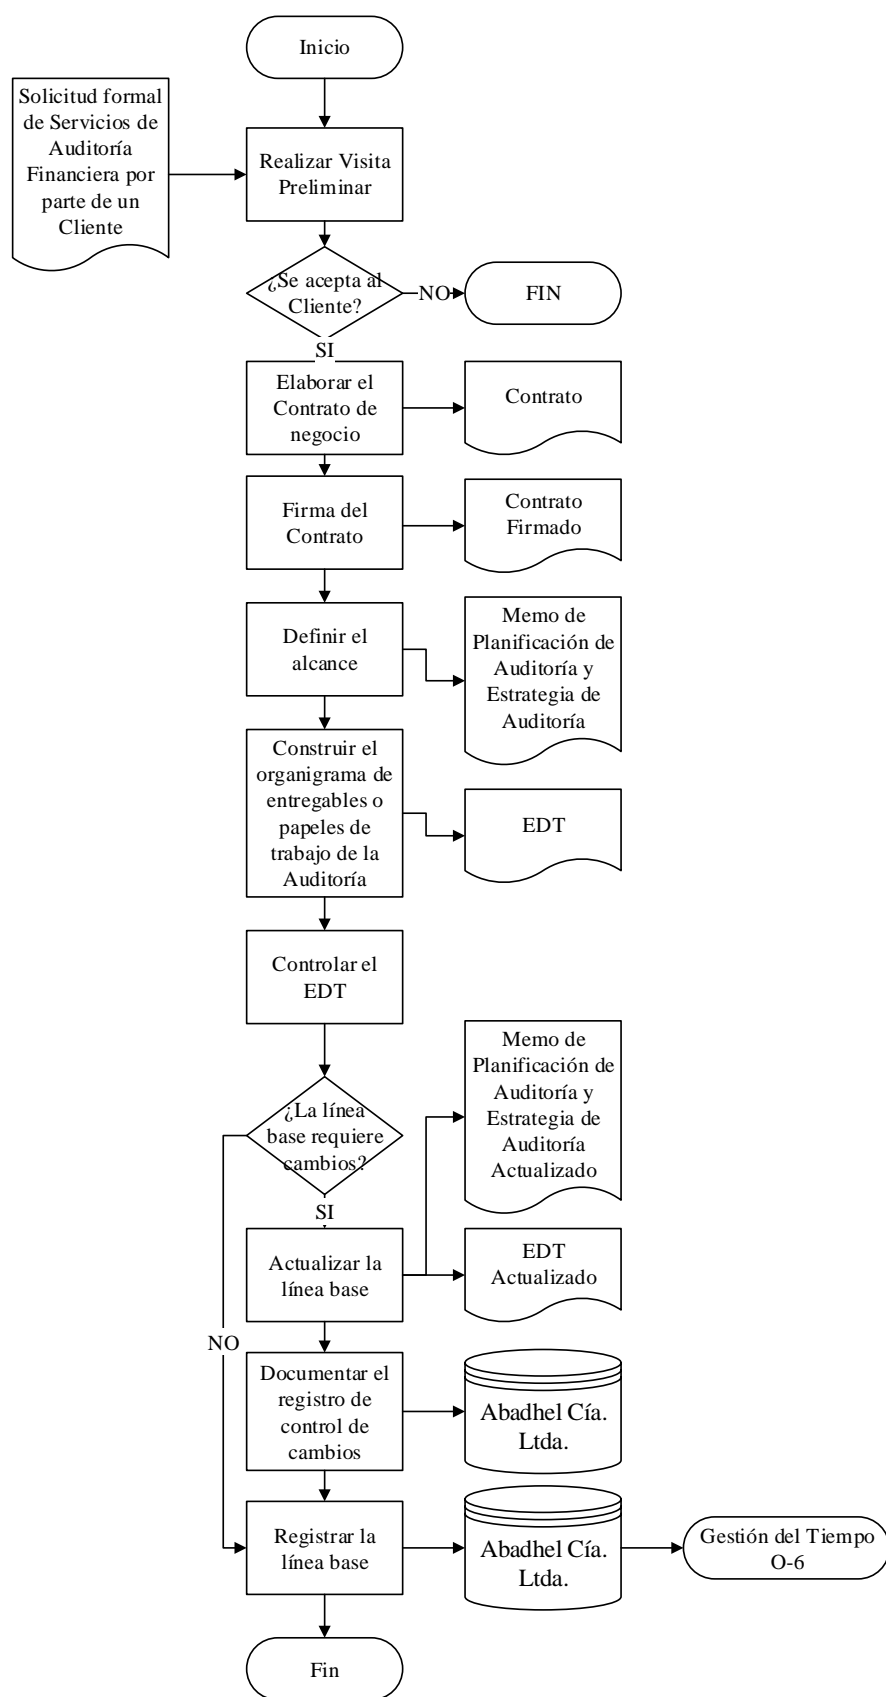 Inicio
Solicitud formal
de Servicios de
Auditoría
Financiera por
parte de un
Cliente
Realizar Visita
Preliminar
¿Se acepta al
Cliente?
NO
FIN
SI
Elaborar el
Contrato de
negocio
Contrato
Firma del
Contrato
Contrato
Firmado
Definir el
alcance
Memo de
Planificación de
Auditoría y
Estrategia de
Auditoría
Construir el
organigrama de
entregables o
papeles de
trabajo de la
Auditoría
EDT
Controlar el
EDT
Memo de
Planificación de
Auditoría y
Estrategia de
Auditoría
Actualizado
¿La línea
base requiere
cambios?
SI
Actualizar la
línea base
EDT
Actualizado
NO
Documentar el
registro de
control de
cambios
Abadhel Cía.
Ltda.
Registrar la
línea base
Abadhel Cía.
Ltda.
Gestión del Tiempo
O-6
Fin